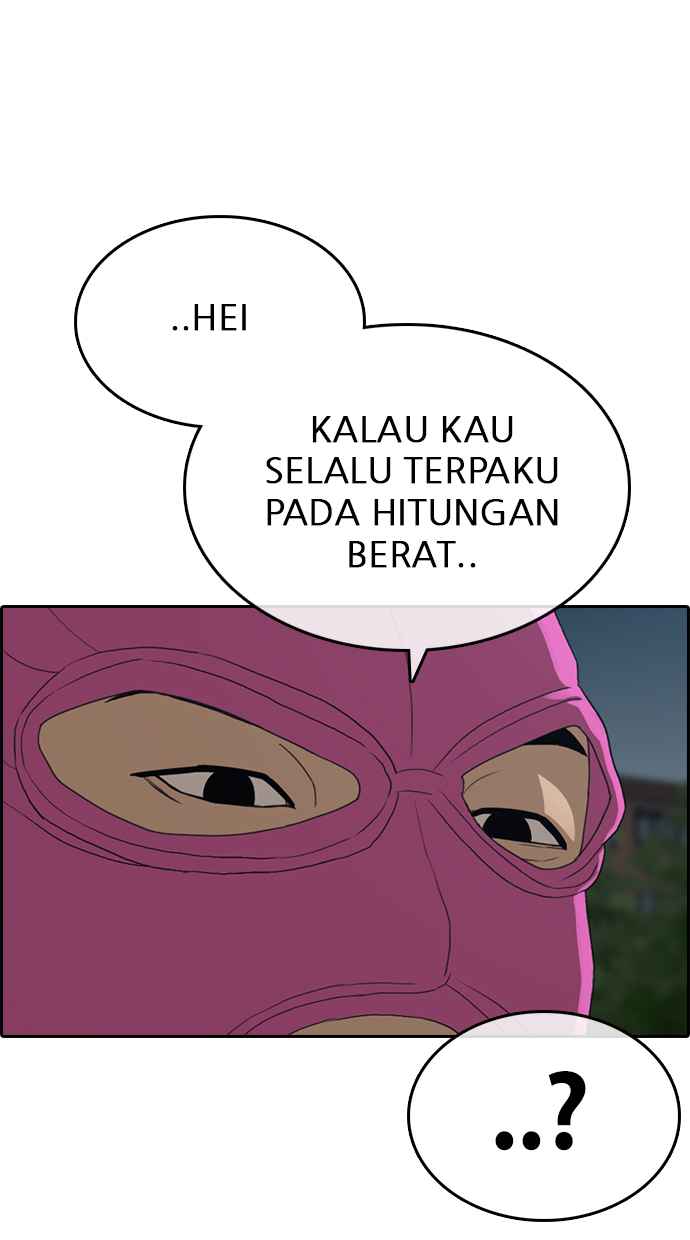 ..HEI
KALAU KAU
SELALU TERPAKU
PADA HITUNGAN
BERAT..
..?